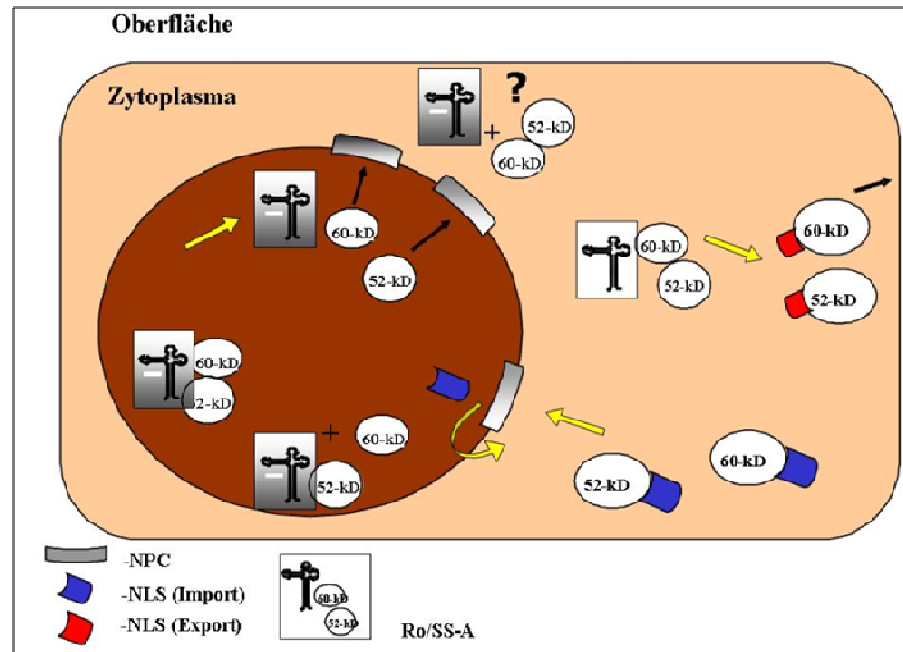 Oberfläche
Zytoplasma
?
+
52-kD
60-kD
60-kD
52-kD
60-kD
52-kD
60-kD
52-kD
60-kD
52-kD
+
60-kD
52-kD
52-kD
60-kD
-NPC
-NLS (Import)
-NLS (Export)
60-kD
52-kD
Ro/SS-A